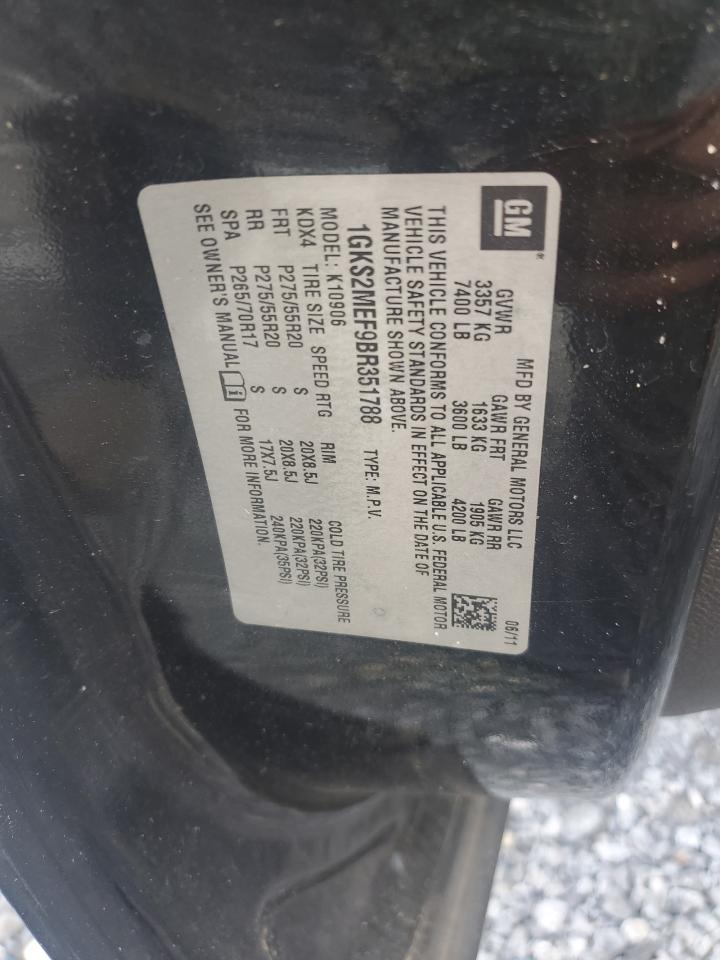 GM®
MFD BY GENERAL MOTORS LLC 06/11
GVWR GAWR FRT GAWR RR
3357 KG 1633 KG 1905 KG
7400 LB 3600 LB 4200 LB
THIS VEHICLE CONFORMS TO ALL APPLICABLE U.S. FEDERAL MOTOR
VEHICLE SAFETY STANDARDS IN EFFECT ON THE DATE OF
MANUFACTURE SHOWN ABOVE.
1GKS2MEF9BR351788 TYPE: M.P.V.
MODEL: K10906
KDX4 TIRE SIZE SPEED RTG RIM COLD TIRE PRESSURE
FRT P275/55R20 S 20X8.5J 220KPA(32PSI)
RR P275/55R20 S 20X8.5J 220KPA(32PSI)
SPA P265/70R17 S 17X7.5J 240KPA(35PSI)
SEE OWNER'S MANUAL FOR MORE INFORMATION.